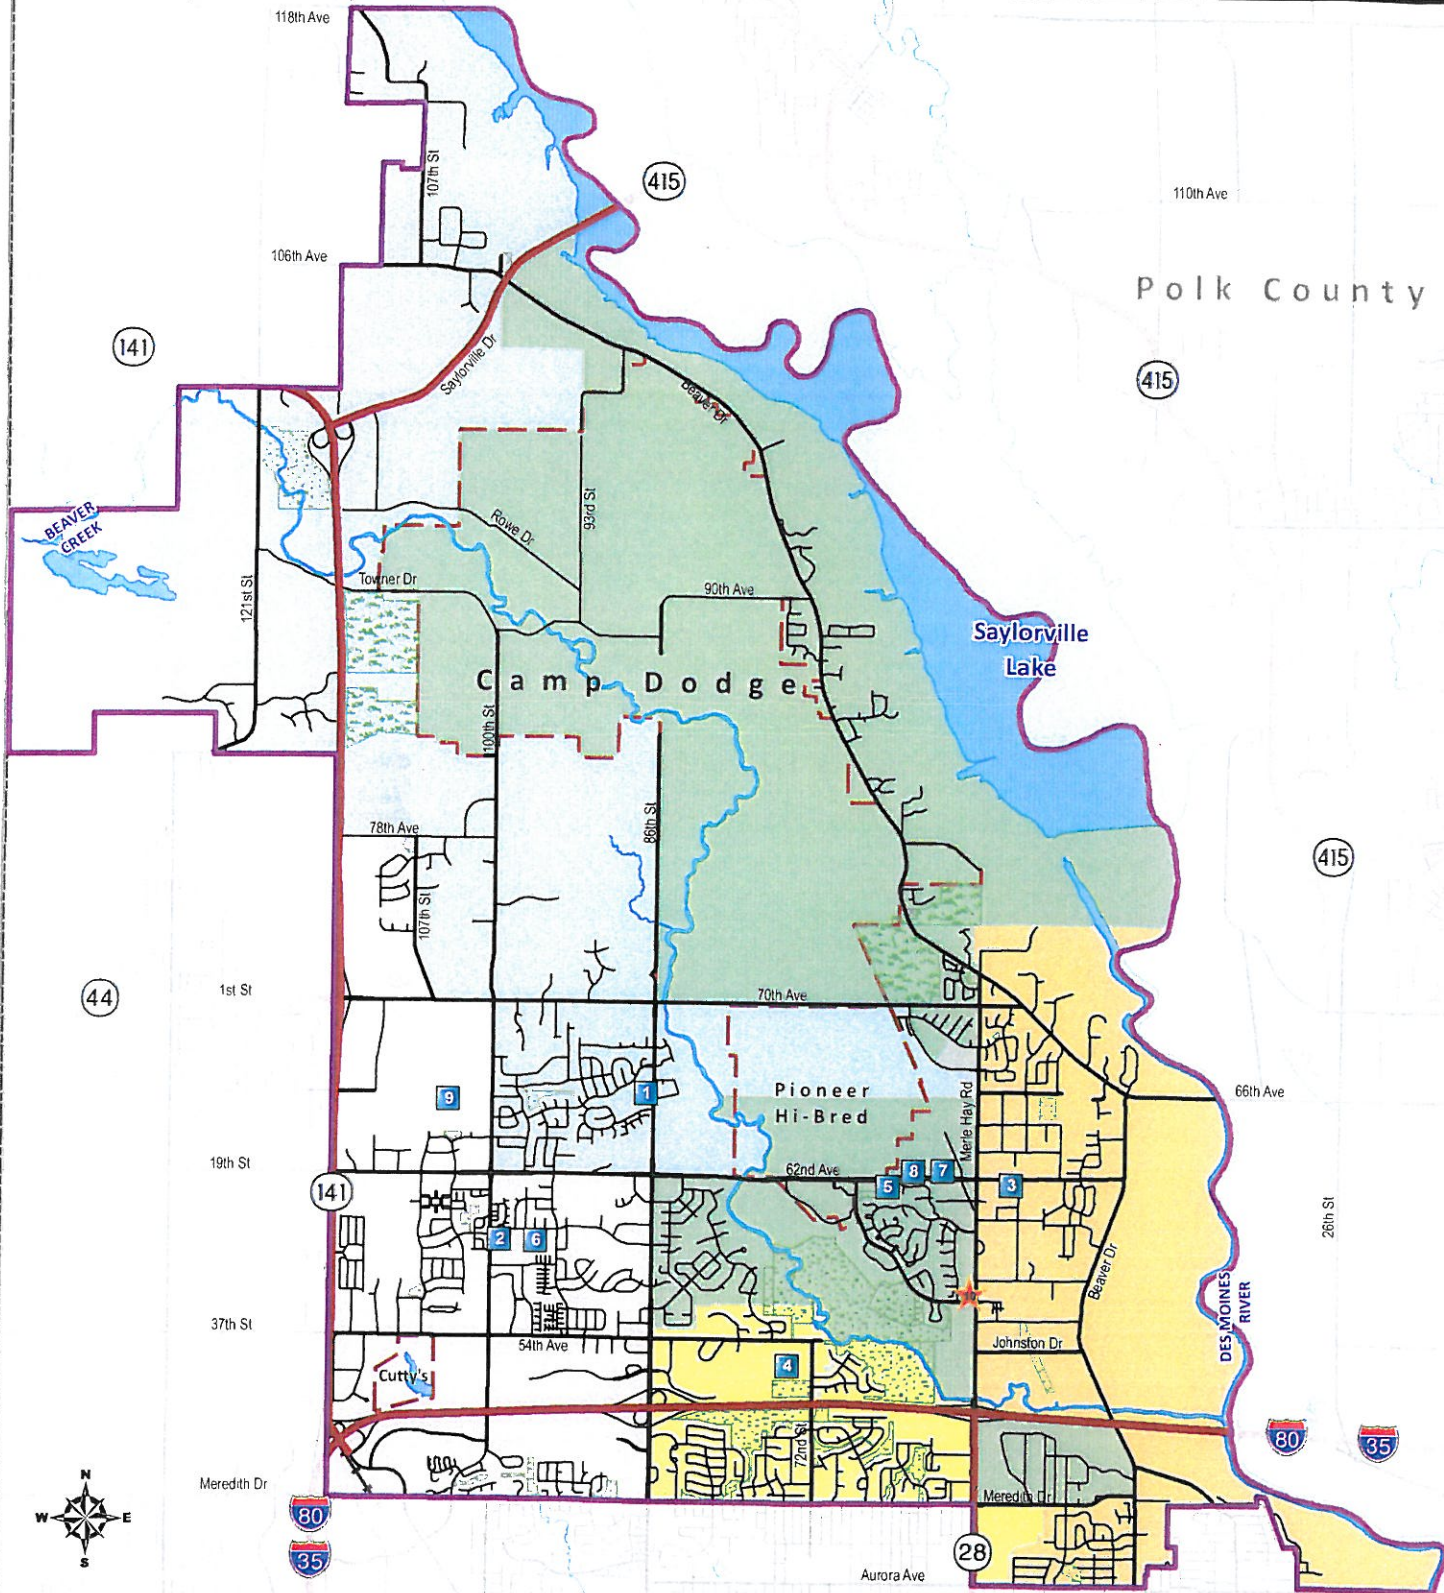 118th Ave
107th St
415
110th Ave
106th Ave
Polk County
141
Saylorville Dr
415
Beaver Dr
BEAVER
CREEK
93rd St
Rowe Dr
Towner Dr
121st St
90th Ave
Saylorville
Lake
Camp Dodge
100th St
86th St
78th Ave
415
107th St
44
1st St
70th Ave
9
1
Pioneer
Hi-Bred
Merle Hay Rd
66th Ave
19th St
62nd Ave
8
7
5
3
141
2
6
26th St
Beaver Dr
10
DES MOINES
RIVER
37th St
54th Ave
Johnston Dr
4
Cutty's
72nd St
80
35
N
W
E
S
Meredith Dr
Meredith Dr
80
35
28
Aurora Ave